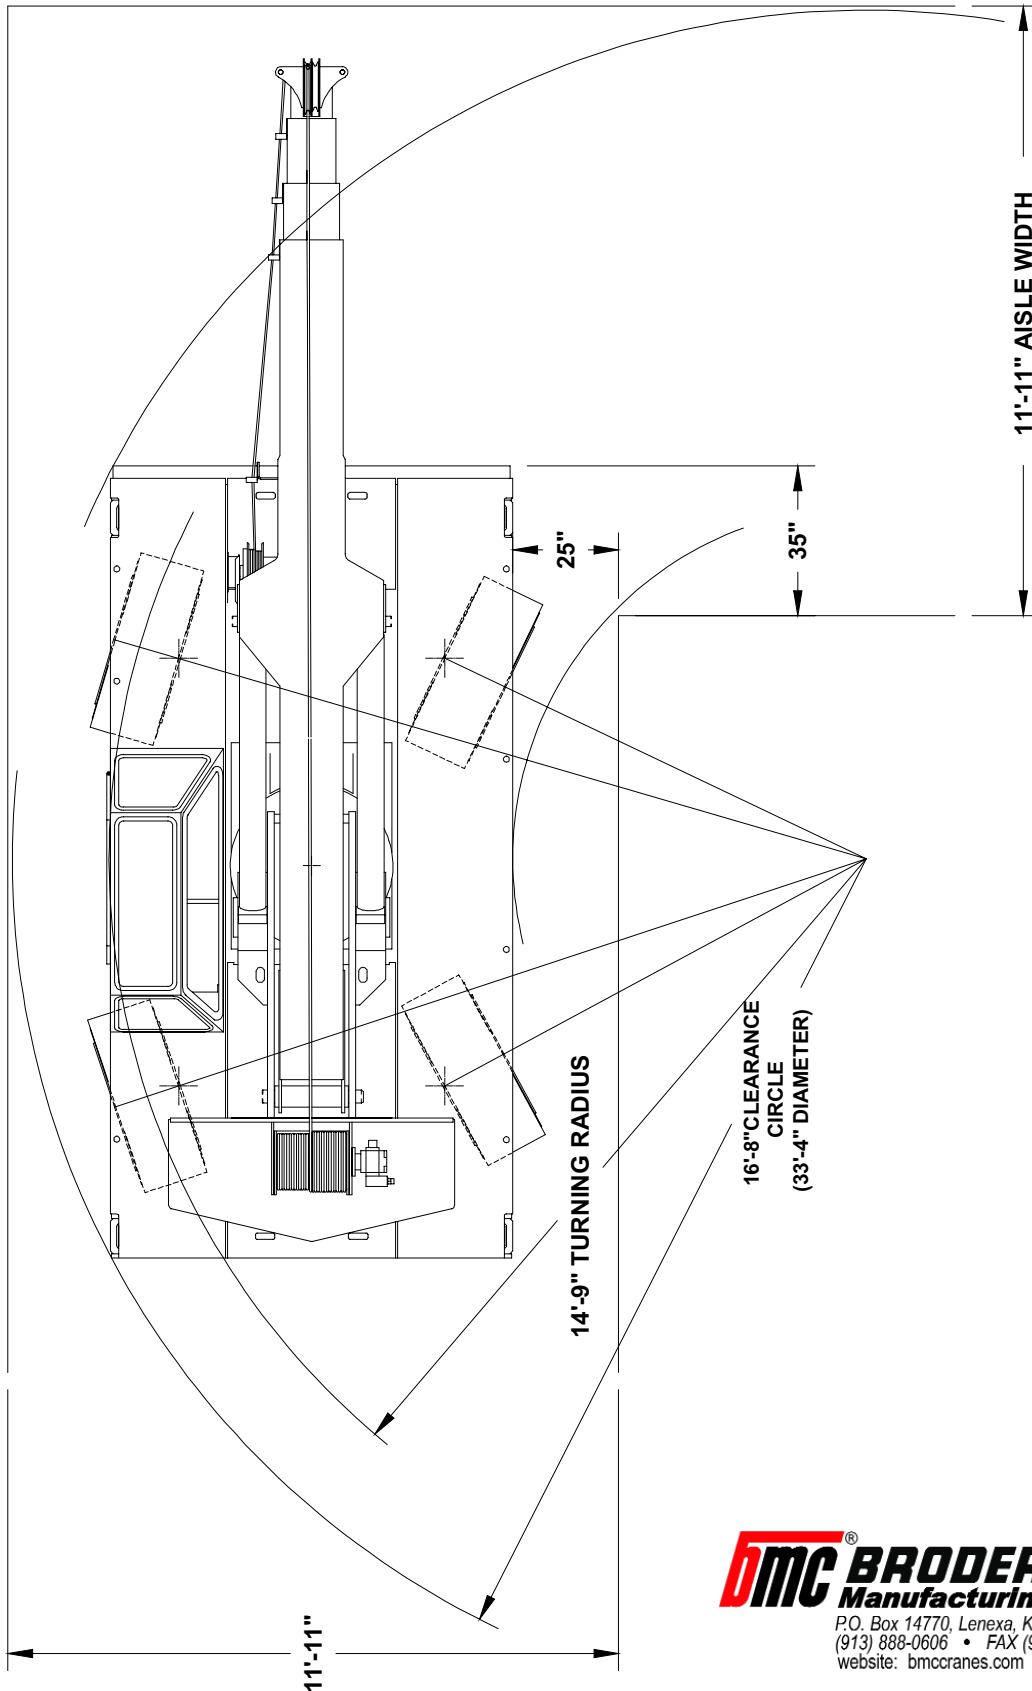 11'-11" AISLE WIDTH
25"
35"
14'-9" TURNING RADIUS
16'-8"CLEARANCE
CIRCLE
(33'-4" DIAMETER)
11'-11"
bmc®
Manufacturin
P.O. Box 14770, Lenexa,
(913) 888-0606 • FAX
website: bmccranes.com